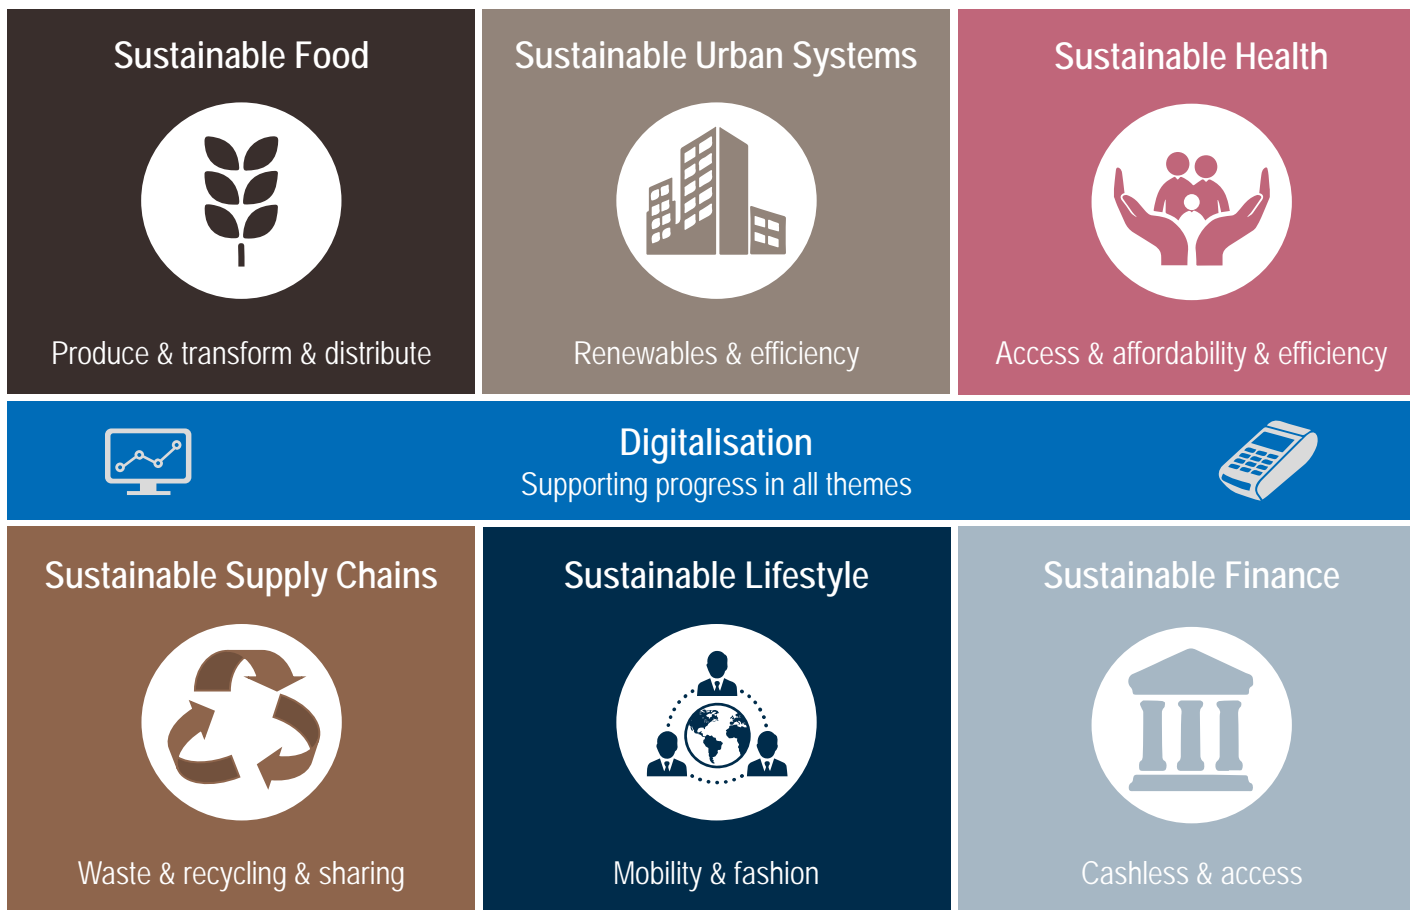 Sustainable Food
Sustainable Urban Systems
Sustainable Health
Produce & transform & distribute
Renewables & efficiency
Access & affordability & efficiency
Digitalisation
Supporting progress in all themes
Sustainable Supply Chains
Sustainable Lifestyle
Sustainable Finance
Waste & recycling & sharing
Mobility & fashion
Cashless & access